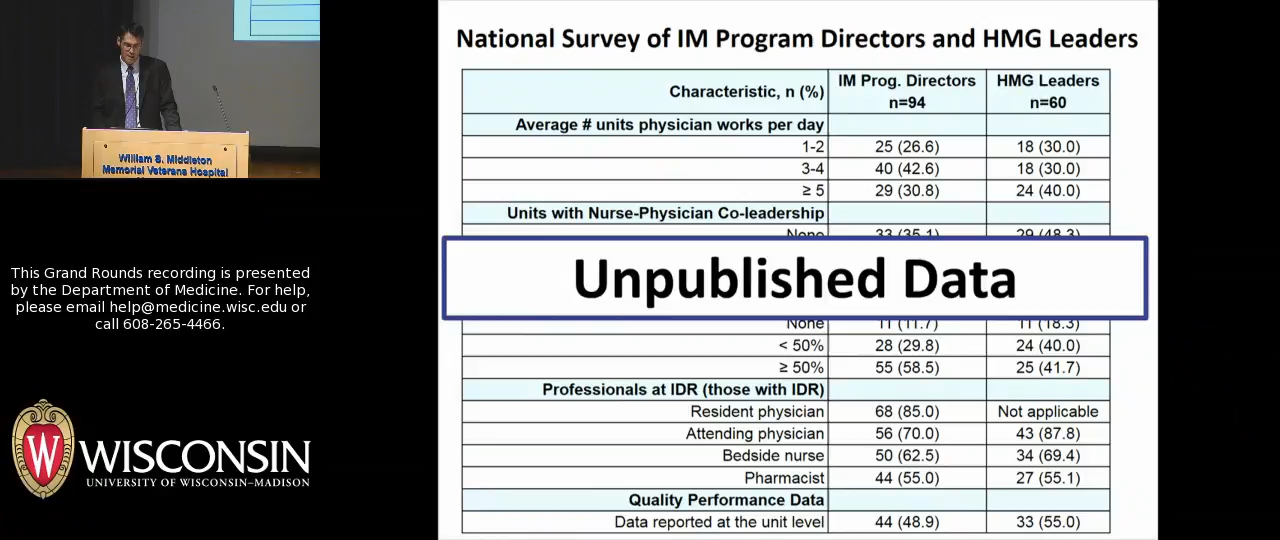 William S. Middleton
Memorial Veterans Hospital
This Grand Rounds recording is presented
by the Department of Medicine. For help,
please email help@medicine.wisc.edu or
call 608-265-4466.
WISCONSIN
UNIVERSITY OF WISCONSIN–MADISON
National Survey of IM Program Directors and HMG Leaders
Characteristic, n (%) IM Prog. Directors n=94 HMG Leaders n=60
Average # units physician works per day
1-2 25 (26.6) 18 (30.0)
3-4 40 (42.6) 18 (30.0)
≥ 5 29 (30.8) 24 (40.0)
Units with Nurse-Physician Co-leadership
None 33 (35.1) 29 (48.3)
Unpublished Data
None 11 (11.7) 11 (18.3)
< 50% 28 (29.8) 24 (40.0)
≥ 50% 55 (58.5) 25 (41.7)
Professionals at IDR (those with IDR)
Resident physician 68 (85.0) Not applicable
Attending physician 56 (70.0) 43 (87.8)
Bedside nurse 50 (62.5) 34 (69.4)
Pharmacist 44 (55.0) 27 (55.1)
Quality Performance Data
Data reported at the unit level 44 (48.9) 33 (55.0)